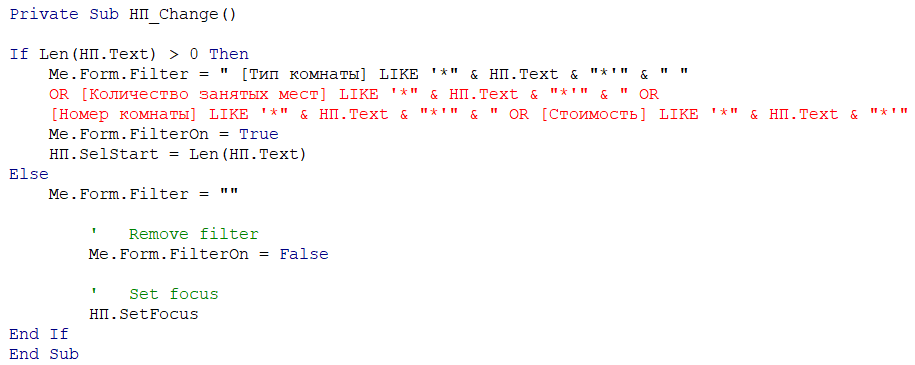 Private Sub НП_Change()
If Len(НП.Text) > 0 Then
Me.Form.Filter = " [Тип комнаты] LIKE '*" & НП.Text & "*'" & " "
OR [Количество занятых мест] LIKE '*" & НП.Text & "*'" & " OR
[Номер комнаты] LIKE '*" & НП.Text & "*'" & " OR [Стоимость] LIKE '*" & НП.Text & "*'"
Me.Form.FilterOn = True
НП.SelStart = Len(НП.Text)
Else
Me.Form.Filter = ""
' Remove filter
Me.Form.FilterOn = False
' Set focus
НП.SetFocus
End If
End Sub